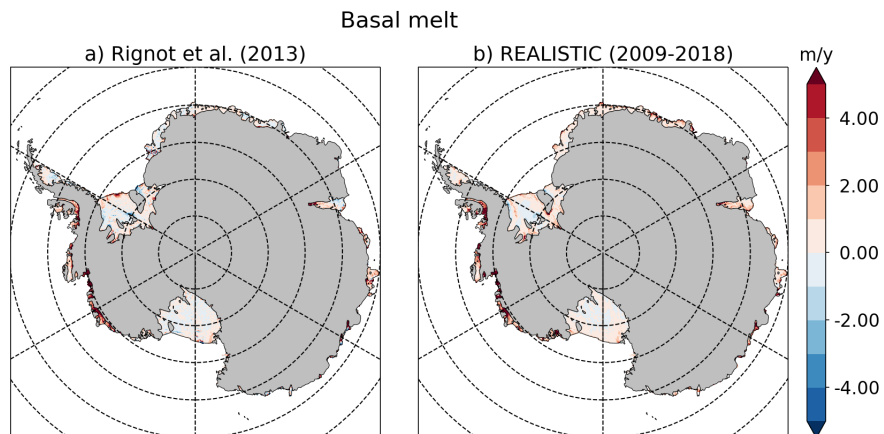 Basal melt
a) Rignot et al. (2013)
b) REALISTIC (2009-2018)
m/y
4.00
2.00
0.00
-2.00
-4.00